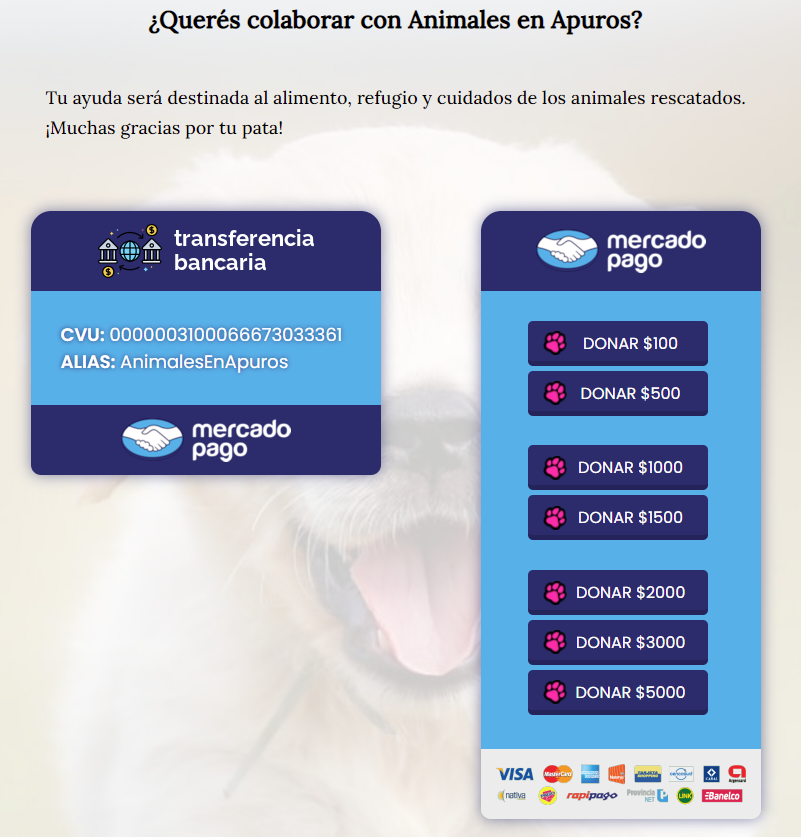 ¿Querés colaborar con Animales en Apuros?
Tu ayuda será destinada al alimento, refugio y cuidados de los animales rescatados.
¡Muchas gracias por tu pata!
transferencia
bancaria
CVU: 0000003100066673033361
ALIAS: AnimalesEnApuros
mercado
pago
mercado
pago
DONAR $100
DONAR $500
DONAR $1000
DONAR $1500
DONAR $2000
DONAR $3000
DONAR $5000
VISA MasterCard cencosud CABAL
nativa rapipago Provincia NET LINK Banelco